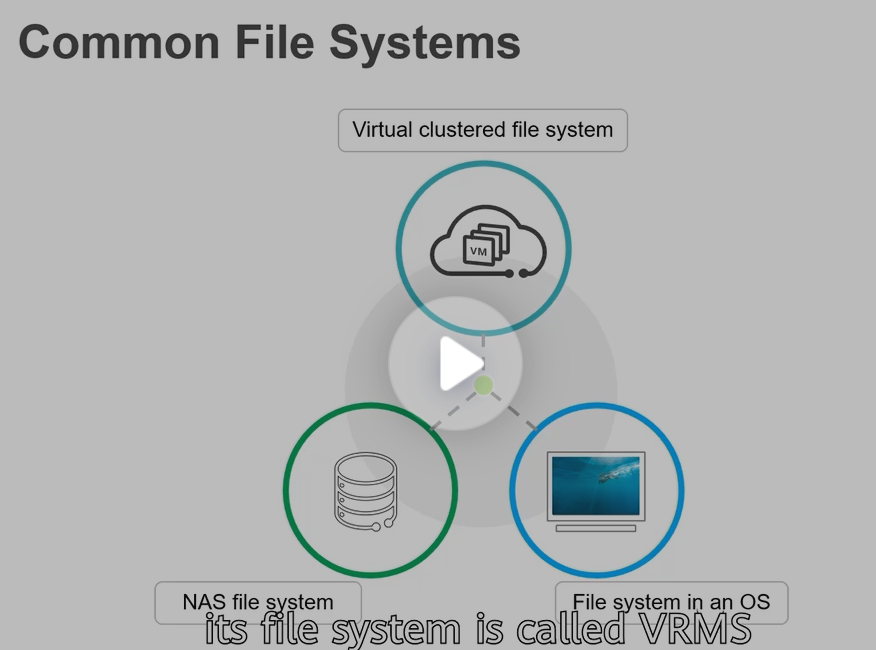 Common File Systems
Virtual clustered file system
VM
NAS file system
File system in an OS
its file system is called VRMS